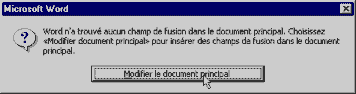 Microsoft Word
Word n'a trouvé aucun champ de fusion dans le document principal. Choisissez
«Modifier document principal» pour insérer des champs de fusion dans le document
principal.
Modifier le document principal